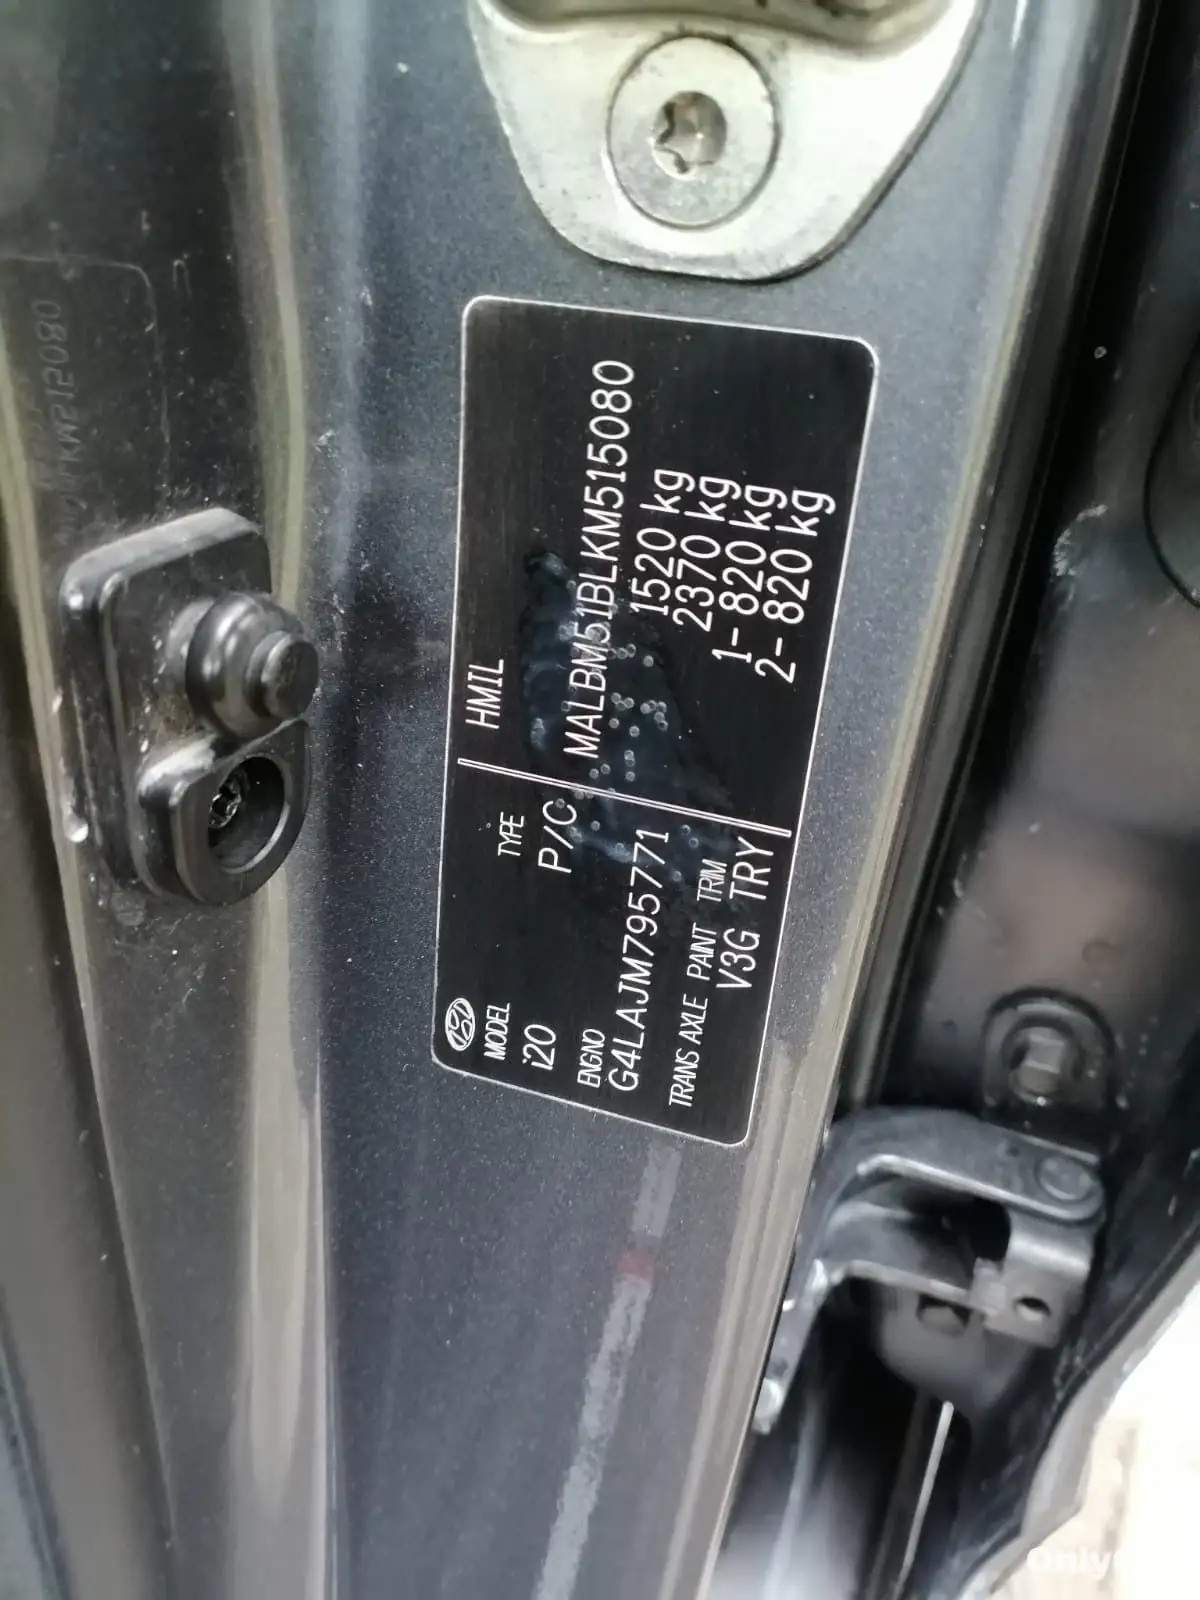 HMIL
MODEL TYPE
i20 P/C
ENGNO MALBM51BLKM515080
G4LAJM795771 1520 kg
2370 kg
TRANS AXLE PAINT TRIM 1- 820 kg
V3G TRY 2- 820 kg